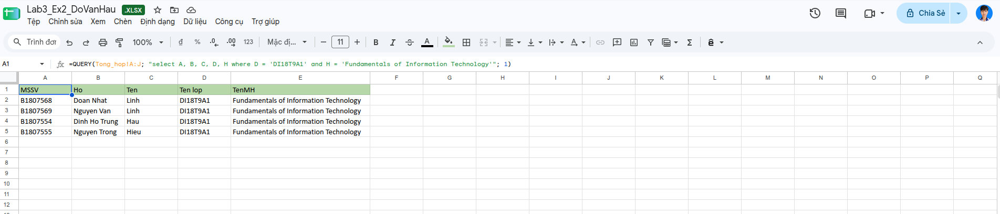 Lab3_Ex2_DoVanHau .XLSX
Tệp Chỉnh sửa Xem Chèn Định dạng Dữ liệu Công cụ Trợ giúp
Chia Sẻ
Trình đơn 100% ₫ % .0 .00 123 Mặc đị... 11 B I S A Σ ê
A1 fx =QUERY(Tong_hop!A:J; "select A, B, C, D, H where D = 'DI18T9A1' and H = 'Fundamentals of Information Technology'"; 1)
A B C D E F G H I J K L M N O P Q
1 MSSV Ho Ten Ten lop TenMH
2 B1807568 Doan Nhat Linh DI18T9A1 Fundamentals of Information Technology
3 B1807569 Nguyen Van Linh DI18T9A1 Fundamentals of Information Technology
4 B1807554 Dinh Ho Trung Hau DI18T9A1 Fundamentals of Information Technology
5 B1807555 Nguyen Trong Hieu DI18T9A1 Fundamentals of Information Technology
6
7
8
9
10
11
12